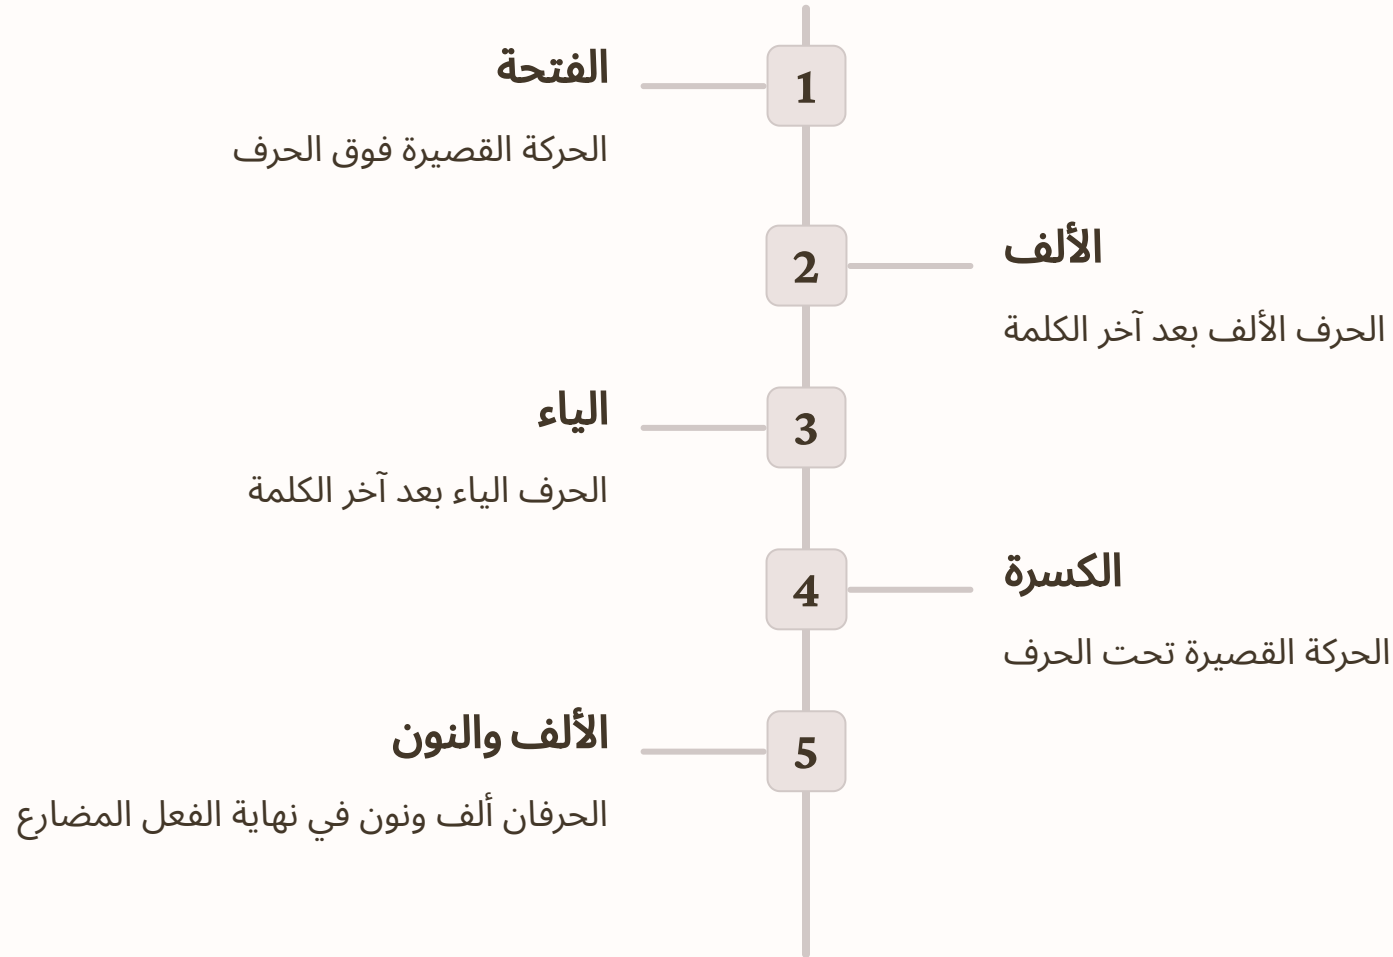 1
الفتحة
الحركة القصيرة فوق الحرف
2
الألف
الحرف الألف بعد آخر الكلمة
3
الياء
الحرف الياء بعد آخر الكلمة
4
الكسرة
الحركة القصيرة تحت الحرف
5
الألف والنون
الحرفان ألف ونون في نهاية الفعل المضارع